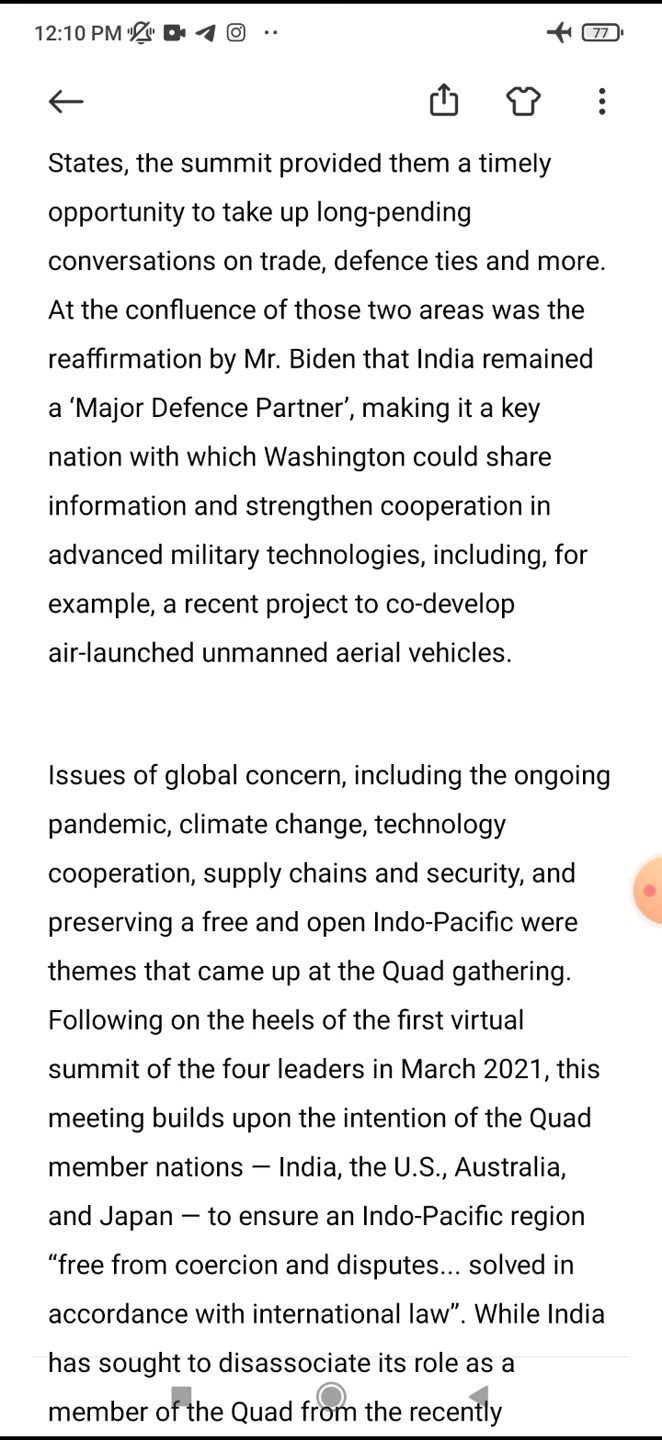 12:10 PM
77
States, the summit provided them a timely
opportunity to take up long-pending
conversations on trade, defence ties and more.
At the confluence of those two areas was the
reaffirmation by Mr. Biden that India remained
a ‘Major Defence Partner’, making it a key
nation with which Washington could share
information and strengthen cooperation in
advanced military technologies, including, for
example, a recent project to co-develop
air-launched unmanned aerial vehicles.
Issues of global concern, including the ongoing
pandemic, climate change, technology
cooperation, supply chains and security, and
preserving a free and open Indo-Pacific were
themes that came up at the Quad gathering.
Following on the heels of the first virtual
summit of the four leaders in March 2021, this
meeting builds upon the intention of the Quad
member nations — India, the U.S., Australia,
and Japan — to ensure an Indo-Pacific region
“free from coercion and disputes... solved in
accordance with international law”. While India
has sought to disassociate its role as a
member of the Quad from the recently